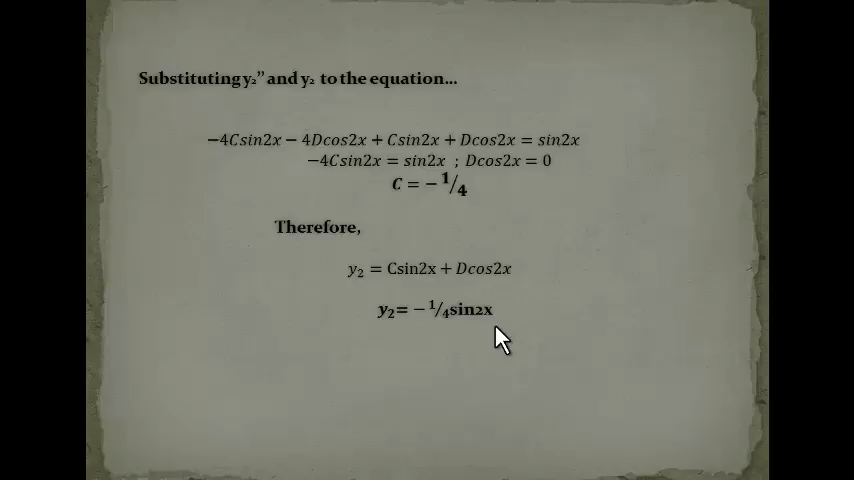 Substituting y₂” and y₂ to the equation…
−4Csin2x − 4Dcos2x + Csin2x + Dcos2x = sin2x
−4Csin2x = sin2x ; Dcos2x = 0
C = − 1/4
Therefore,
y₂ = Csin2x + Dcos2x
y₂= − 1/4sin2x